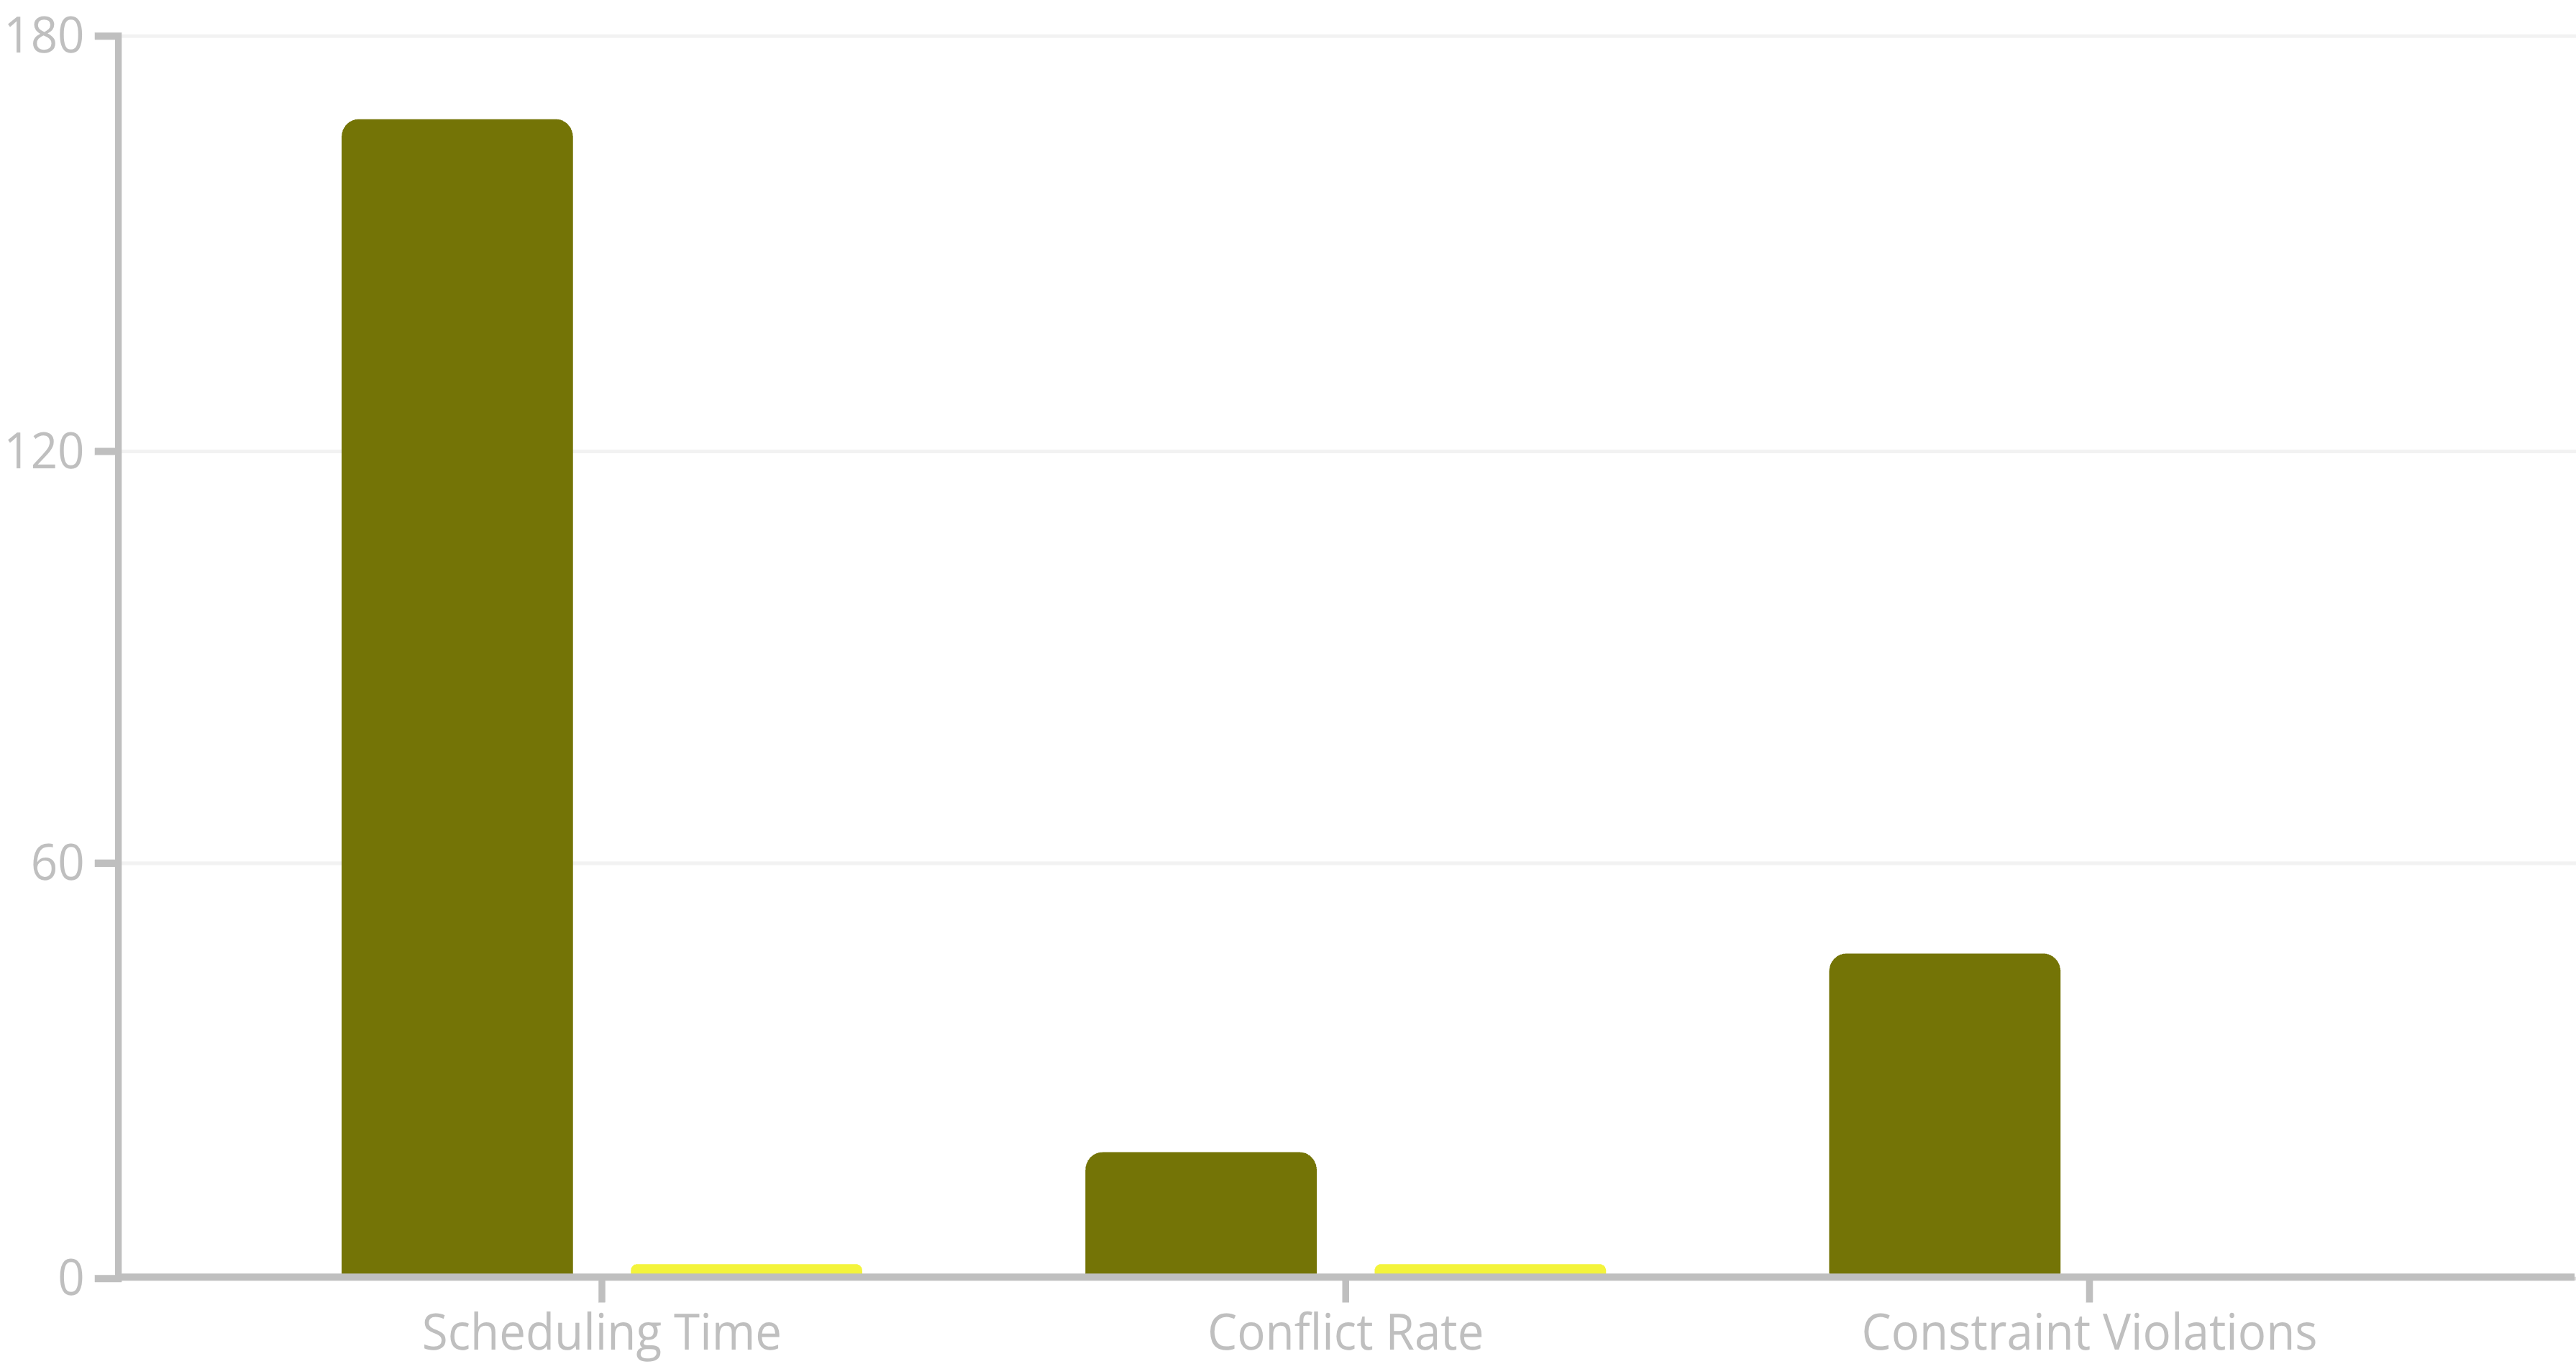 180
120
60
0
Scheduling Time
Conflict Rate
Constraint Violations